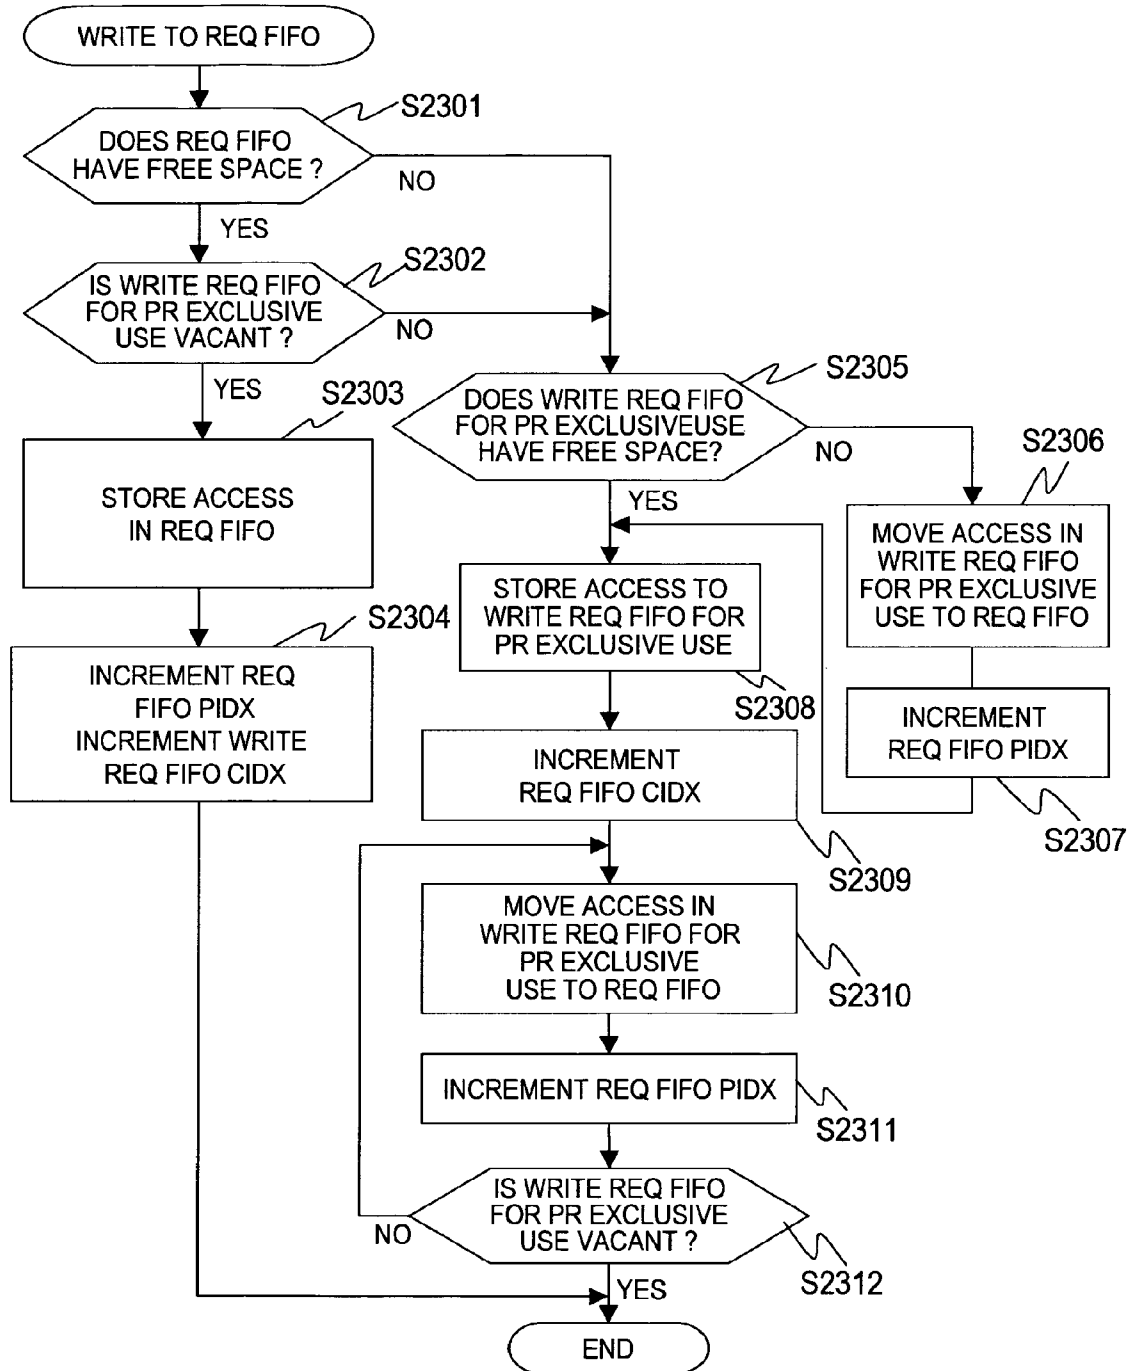 WRITE TO REQ FIFO
S2301
DOES REQ FIFO
HAVE FREE SPACE ?
NO
YES
S2302
IS WRITE REQ FIFO
FOR PR EXCLUSIVE
USE VACANT ?
NO
YES
S2303
STORE ACCESS
IN REQ FIFO
S2304
INCREMENT REQ
FIFO PIDX
INCREMENT WRITE
REQ FIFO CIDX
S2305
DOES WRITE REQ FIFO
FOR PR EXCLUSIVEUSE
HAVE FREE SPACE?
NO
YES
S2306
MOVE ACCESS IN
WRITE REQ FIFO
FOR PR EXCLUSIVE
USE TO REQ FIFO
INCREMENT
REQ FIFO PIDX
S2307
STORE ACCESS TO
WRITE REQ FIFO FOR
PR EXCLUSIVE USE
S2308
INCREMENT
REQ FIFO CIDX
S2309
MOVE ACCESS IN
WRITE REQ FIFO FOR
PR EXCLUSIVE
USE TO REQ FIFO
S2310
INCREMENT REQ FIFO PIDX
S2311
IS WRITE REQ FIFO
FOR PR EXCLUSIVE
USE VACANT ?
NO
S2312
YES
END